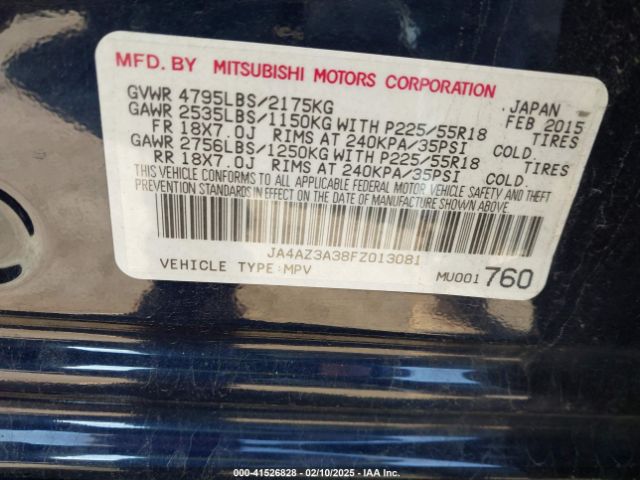 MFD. BY MITSUBISHI MOTORS CORPORATION
GVWR 4795LBS/2175KG JAPAN FEB 2015
GAWR 2535LBS/1150KG WITH P225/55R18 TIRES
FR 18X7.0J RIMS AT 240KPA/35PSI COLD.
GAWR 2756LBS/1250KG WITH P225/55R18 TIRES
RR 18X7.0J RIMS AT 240KPA/35PSI COLD.
THIS VEHICLE CONFORMS TO ALL APPLICABLE FEDERAL MOTOR VEHICLE SAFETY AND THEFT
PREVENTION STANDARDS IN EFFECT ON THE DATE OF MANUFACTURE SHOWN ABOVE.
JA4AZ3A38FZ013081
VEHICLE TYPE:MPV MU001 760
000-41526828 - 02/10/2025 - IAA Inc.